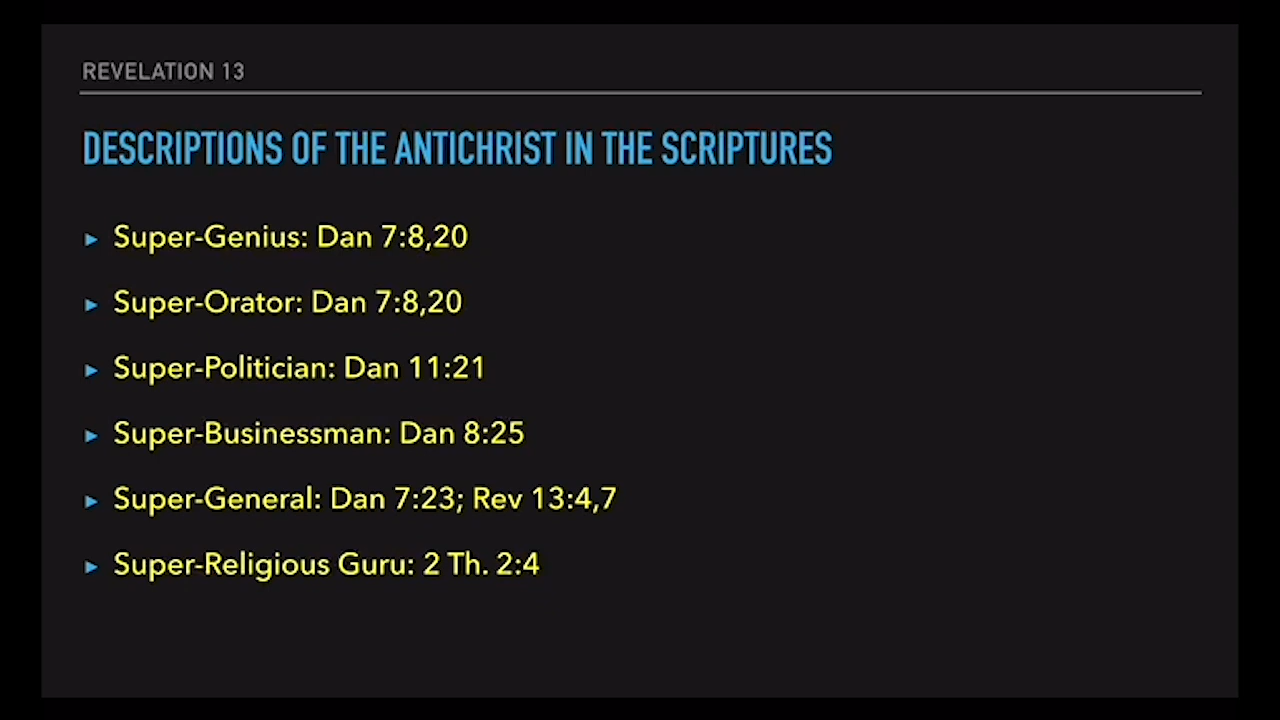 REVELATION 13
DESCRIPTIONS OF THE ANTICHRIST IN THE SCRIPTURES
▸ Super-Genius: Dan 7:8,20
▸ Super-Orator: Dan 7:8,20
▸ Super-Politician: Dan 11:21
▸ Super-Businessman: Dan 8:25
▸ Super-General: Dan 7:23; Rev 13:4,7
▸ Super-Religious Guru: 2 Th. 2:4